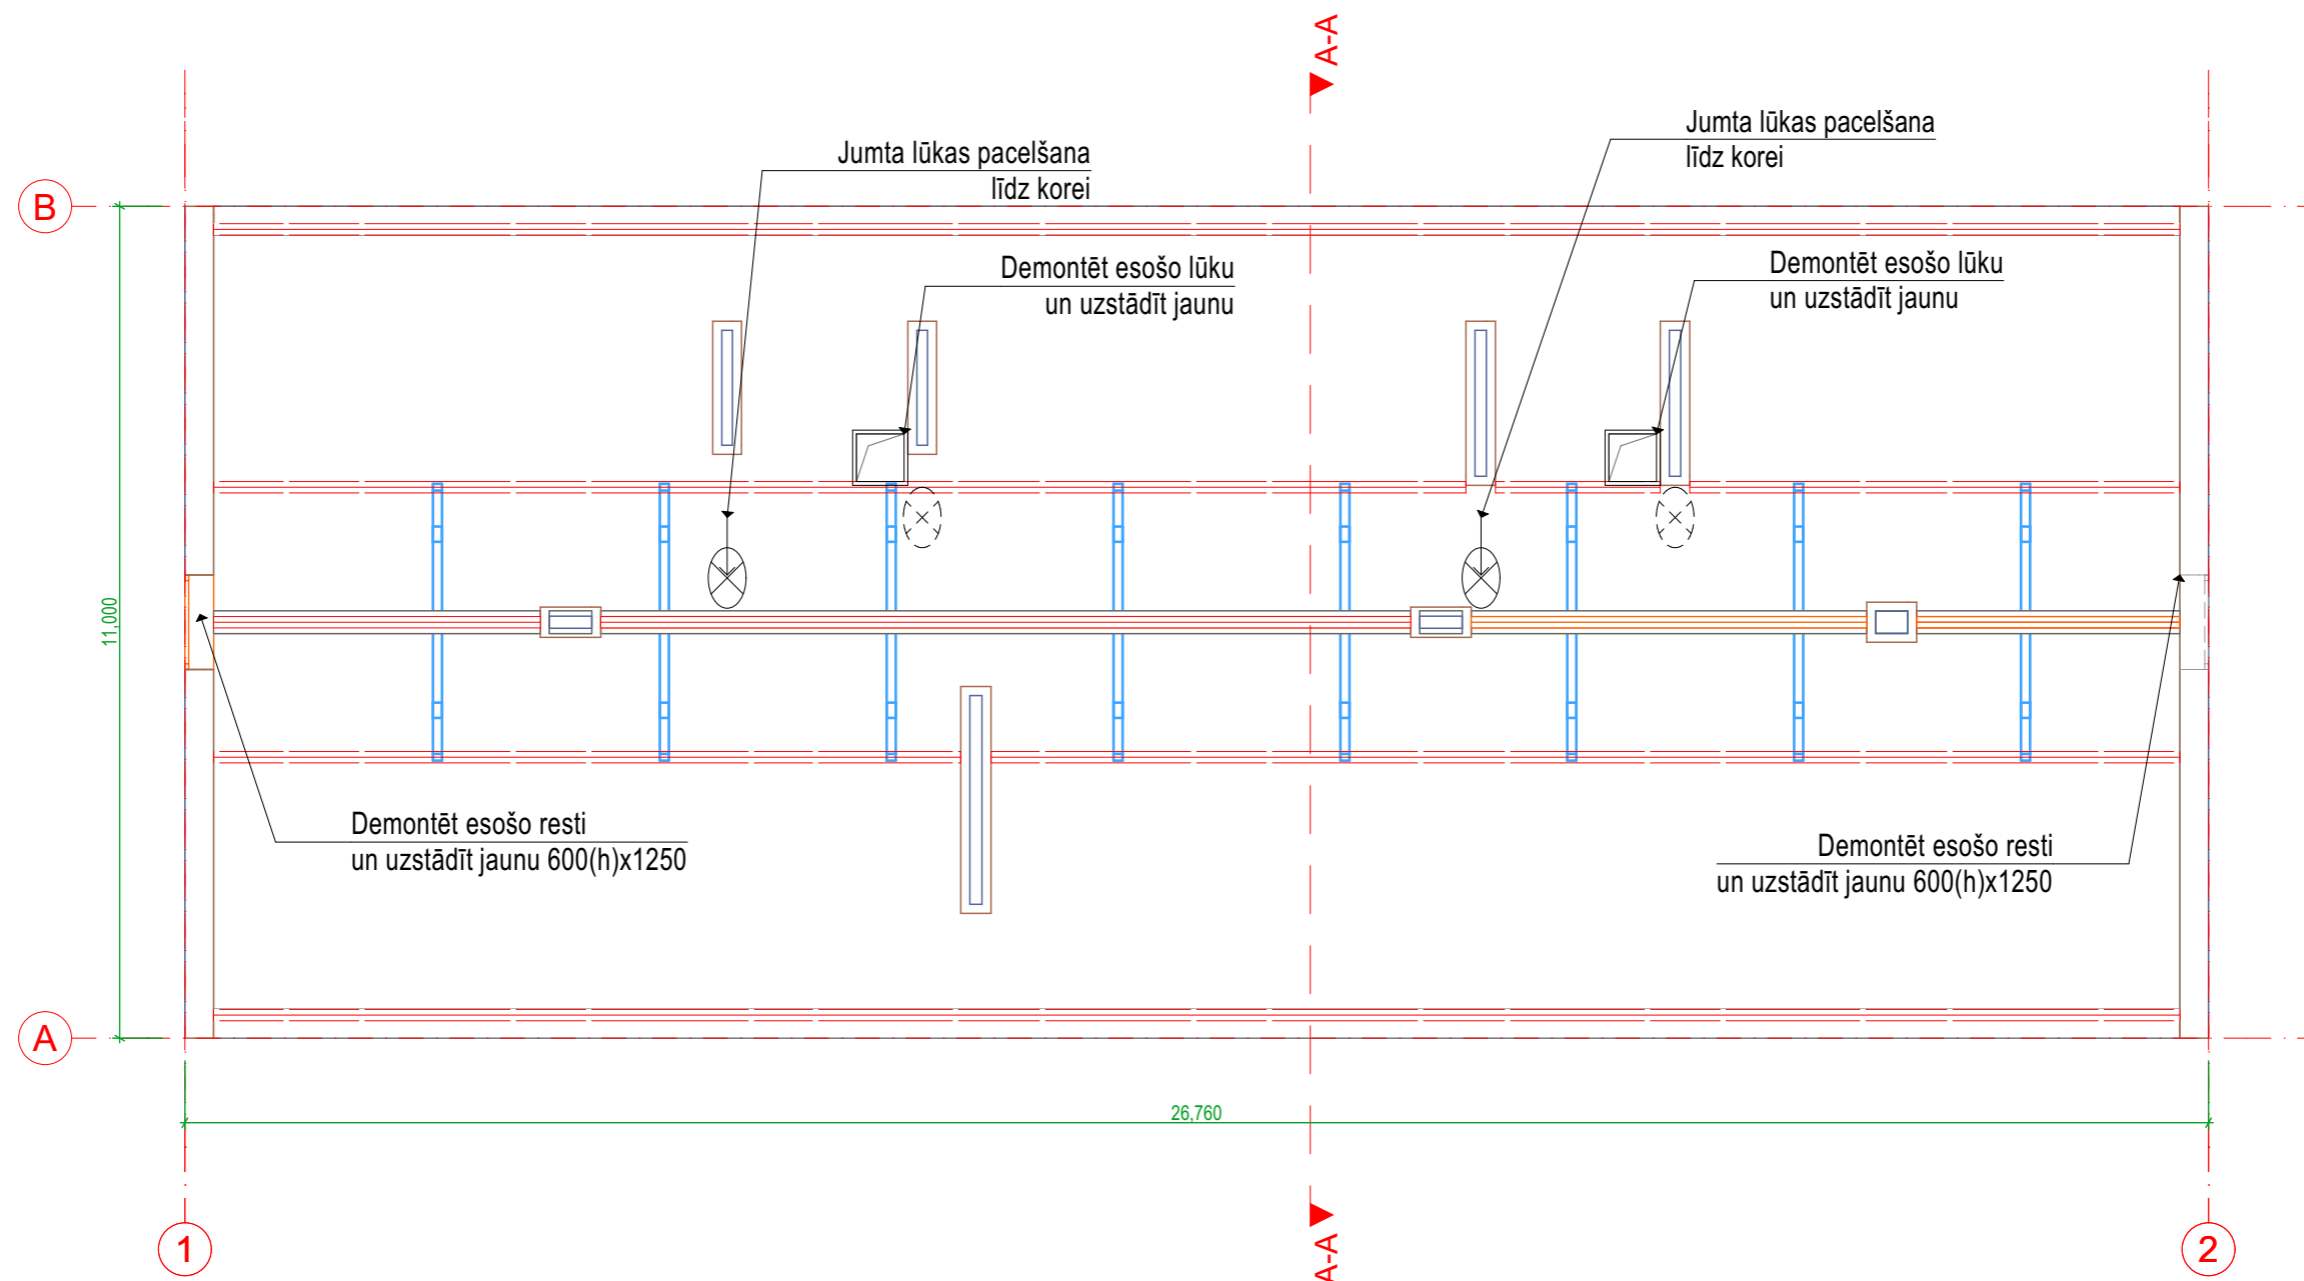 A-A
Jumta lūkas pacelšana
līdz korei
Jumta lūkas pacelšana
līdz korei
B
Demontēt esošo lūku
un uzstādīt jaunu
Demontēt esošo lūku
un uzstādīt jaunu
11,000
Demontēt esošo resti
un uzstādīt jaunu 600(h)x1250
Demontēt esošo resti
un uzstādīt jaunu 600(h)x1250
A
26,760
1
A-A
2